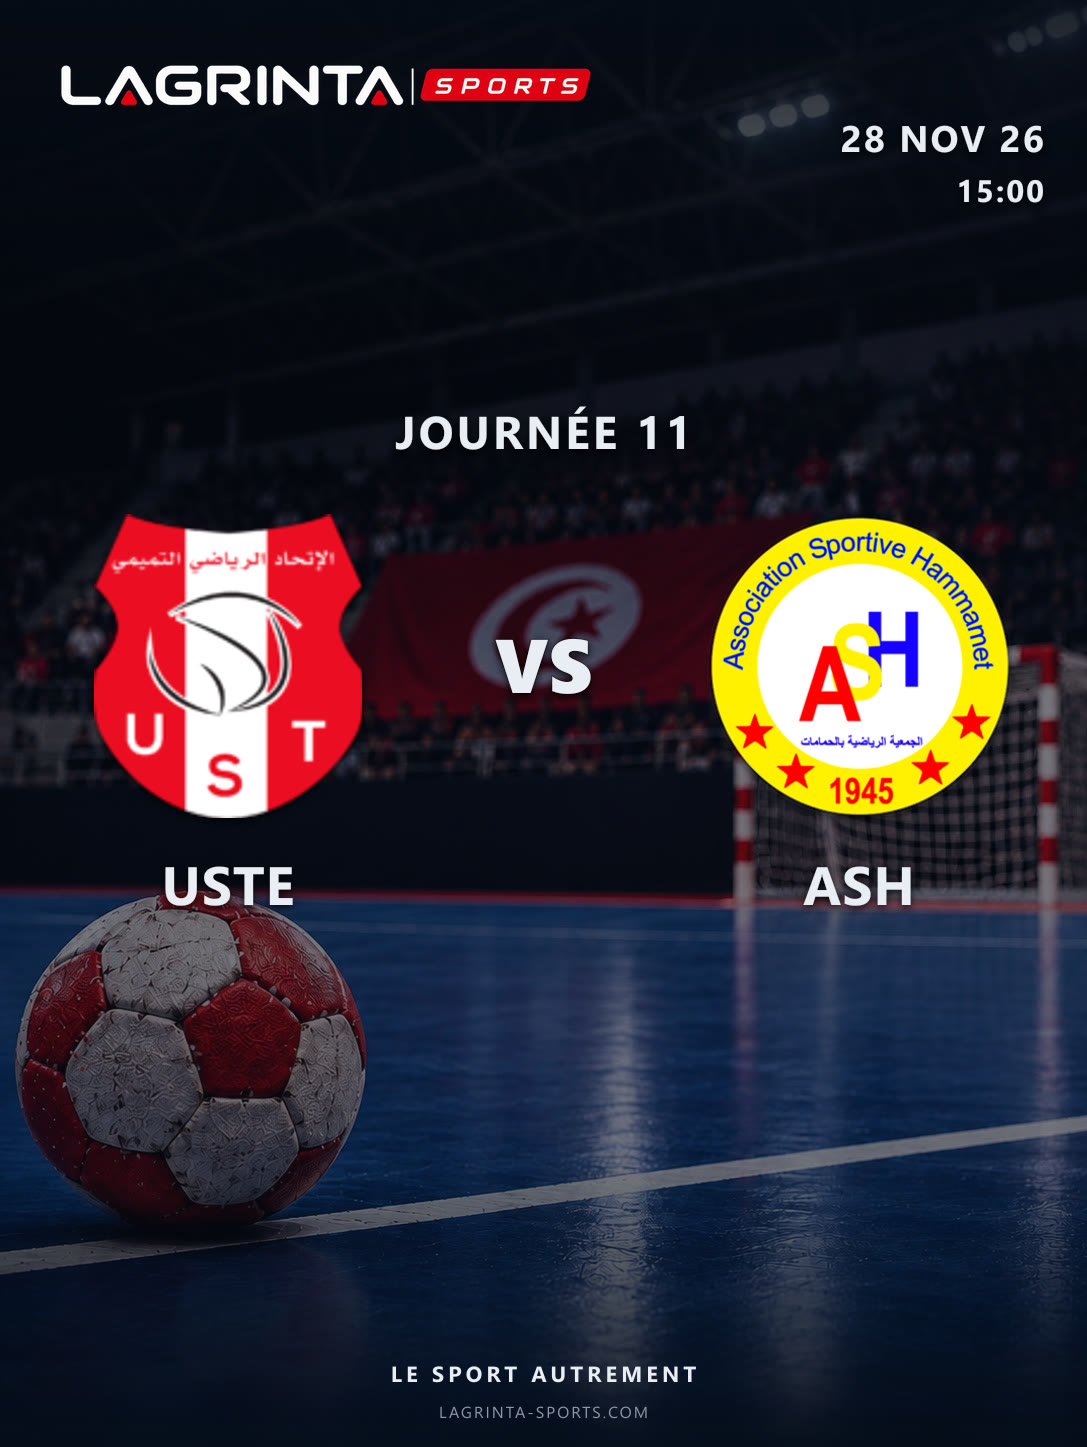 LAGRINTA SPORTS
28 NOV 26
15:00
JOURNÉE 11
الإتحاد الرياضي التميمي
U S T
VS
Association Sportive Hammamet
ASH
الجمعية الرياضية بالحمامات
1945
USTE
ASH
LE SPORT AUTREMENT
LAGRINTA-SPORTS.COM